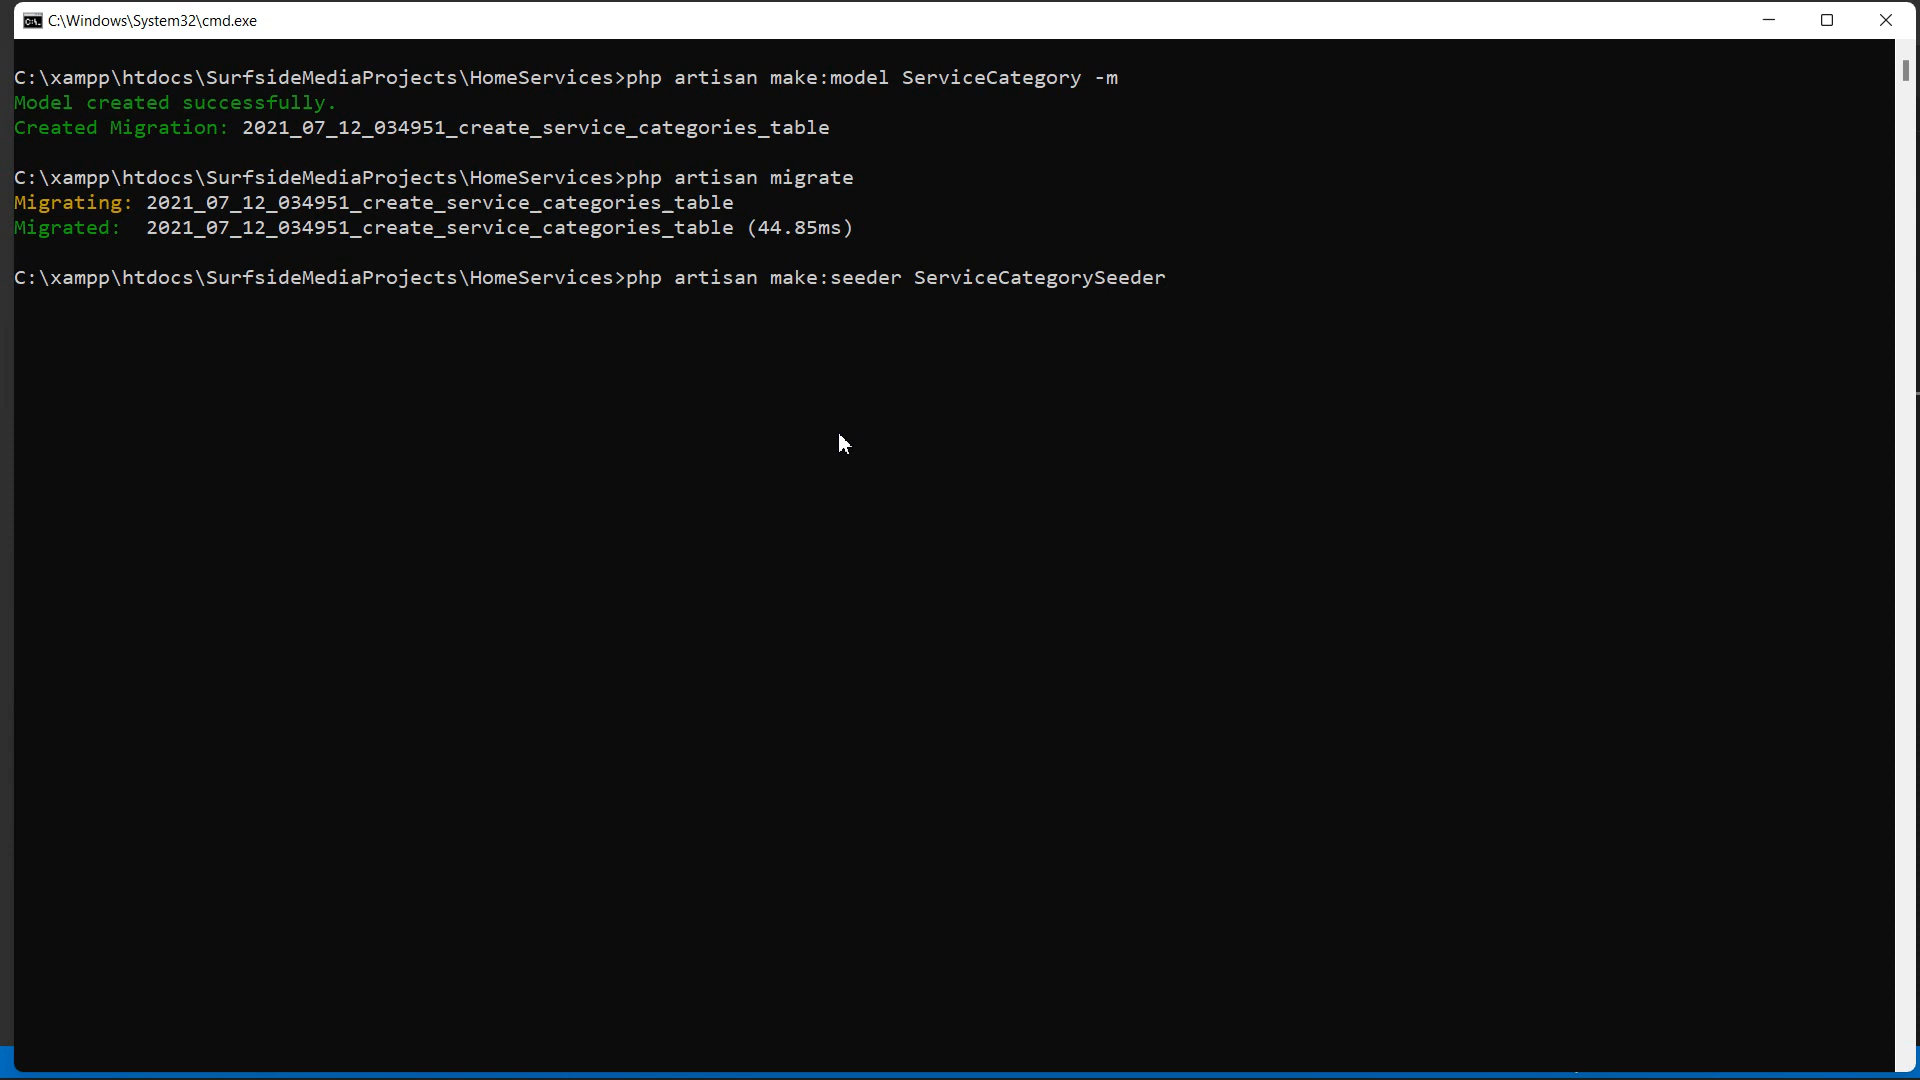 C:\Windows\System32\cmd.exe
C:\xampp\htdocs\SurfsideMediaProjects\HomeServices>php artisan make:model ServiceCategory -m
Model created successfully.
Created Migration: 2021_07_12_034951_create_service_categories_table
C:\xampp\htdocs\SurfsideMediaProjects\HomeServices>php artisan migrate
Migrating: 2021_07_12_034951_create_service_categories_table
Migrated:  2021_07_12_034951_create_service_categories_table (44.85ms)
C:\xampp\htdocs\SurfsideMediaProjects\HomeServices>php artisan make:seeder ServiceCategorySeeder